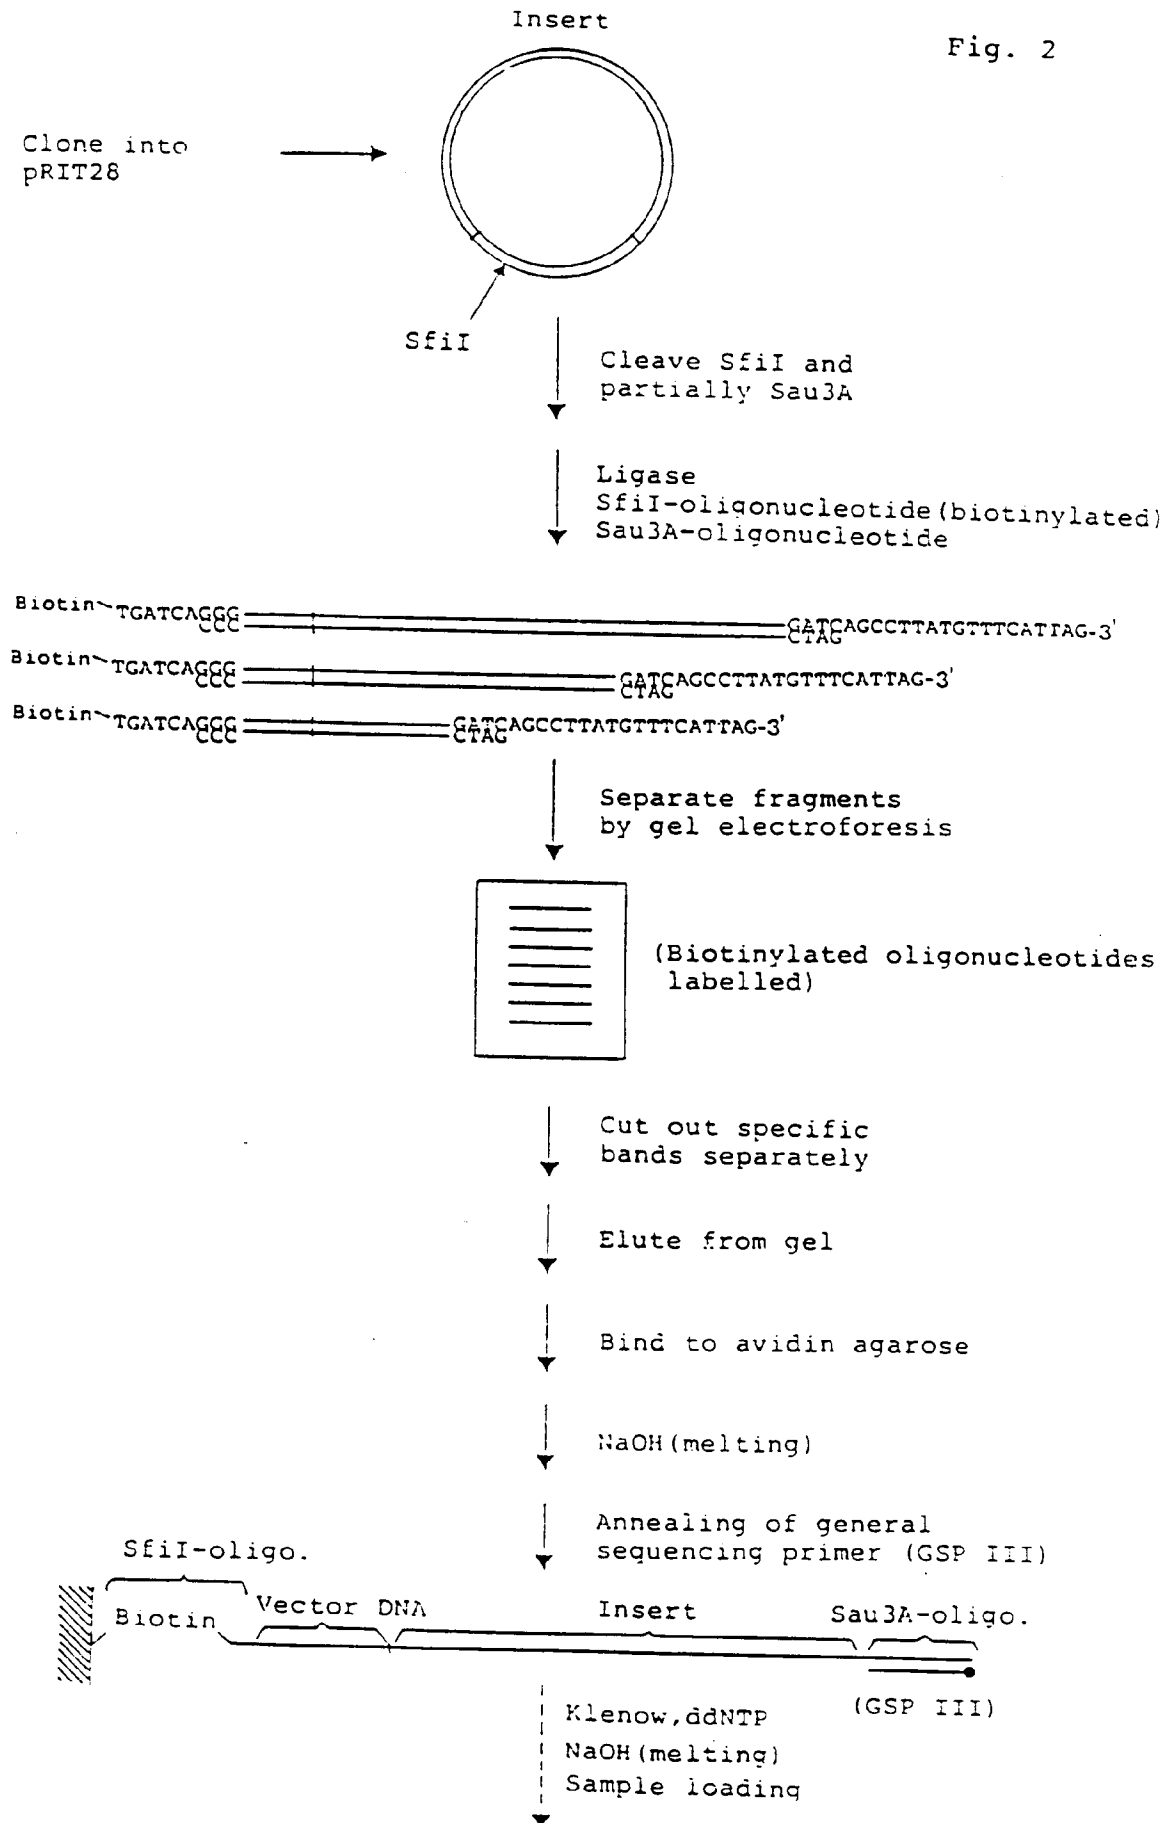 Insert
Fig. 2
Clone into
pRIT28
SfiI
Cleave SfiI and
partially Sau3A
Ligase
SfiI-oligonucleotide(biotinylated)
Sau3A-oligonucleotide
Biotin TGATCAGGG GATCAGCCTTATGTTTCATTAG-3'
CCC CTAG
Biotin TGATCAGGG GATCAGCCTTATGTTTCATTAG-3'
CCC CTAG
Biotin TGATCAGGG GATCAGCCTTATGTTTCATTAG-3'
CCC CTAG
Separate fragments
by gel electroforesis
(Biotinylated oligonucleotides
labelled)
Cut out specific
bands separately
Elute from gel
Bind to avidin agarose
NaOH(melting)
Annealing of general
sequencing primer (GSP III)
SfiI-oligo.
Biotin Vector DNA Insert Sau3A-oligo.
(GSP III)
Klenow,ddNTP
NaOH(melting)
Sample loading